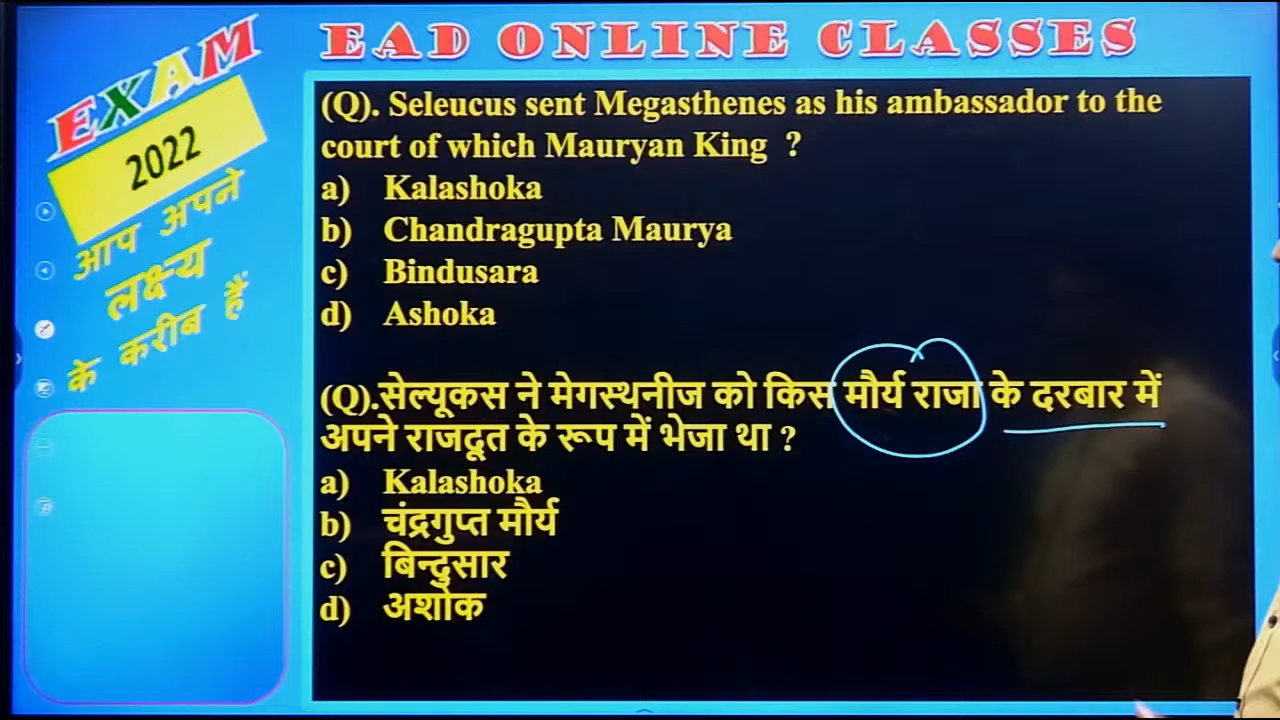 EXAM
2022
आप अपने
लक्ष्य
के करीब हैं
EAD ONLINE CLASSES
(Q). Seleucus sent Megasthenes as his ambassador to the
court of which Mauryan King ?
a) Kalashoka
b) Chandragupta Maurya
c) Bindusara
d) Ashoka
(Q).सेल्यूकस ने मेगस्थनीज को किस मौर्य राजा के दरबार में
अपने राजदूत के रूप में भेजा था ?
a) Kalashoka
b) चंद्रगुप्त मौर्य
c) बिन्दुसार
d) अशोक